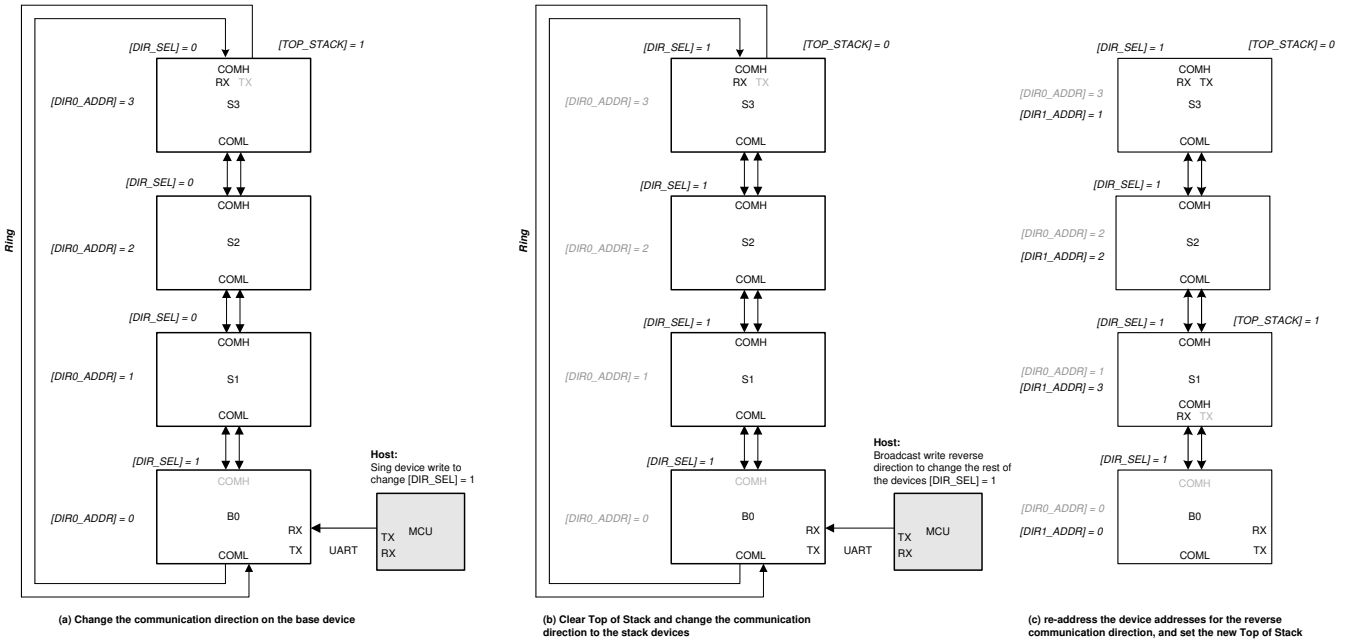 [DIR_SEL] = 0
[TOP_STACK] = 1
COMH
RX TX
[DIR0_ADDR] = 3
S3
COML
[DIR_SEL] = 0
COMH
Ring
[DIR0_ADDR] = 2
S2
COML
[DIR_SEL] = 0
COMH
[DIR0_ADDR] = 1
S1
COML
[DIR_SEL] = 1
COMH
[DIR0_ADDR] = 0
B0
RX
TX
COML
UART
Host:
Sing device write to
change [DIR_SEL] = 1
TX
RX
MCU
(a) Change the communication direction on the base device
[DIR_SEL] = 1
[TOP_STACK] = 0
COMH
RX TX
[DIR0_ADDR] = 3
S3
COML
[DIR_SEL] = 1
COMH
Ring
[DIR0_ADDR] = 2
S2
COML
[DIR_SEL] = 1
COMH
[DIR0_ADDR] = 1
S1
COML
[DIR_SEL] = 1
COMH
[DIR0_ADDR] = 0
B0
RX
TX
COML
UART
Host:
Broadcast write reverse
direction to change the rest of
the devices [DIR_SEL] = 1
TX
RX
MCU
(b) Clear Top of Stack and change the communication
direction to the stack devices
[DIR_SEL] = 1
[TOP_STACK] = 0
COMH
RX TX
[DIR0_ADDR] = 3
[DIR1_ADDR] = 1
S3
COML
[DIR_SEL] = 1
COMH
[DIR0_ADDR] = 2
[DIR1_ADDR] = 2
S2
COML
[DIR_SEL] = 1
[TOP_STACK] = 1
COMH
[DIR0_ADDR] = 1
[DIR1_ADDR] = 3
S1
COMH
RX TX
[DIR_SEL] = 1
COMH
[DIR0_ADDR] = 0
[DIR1_ADDR] = 0
B0
RX
TX
COML
(c) re-address the device addresses for the reverse
communication direction, and set the new Top of Stack